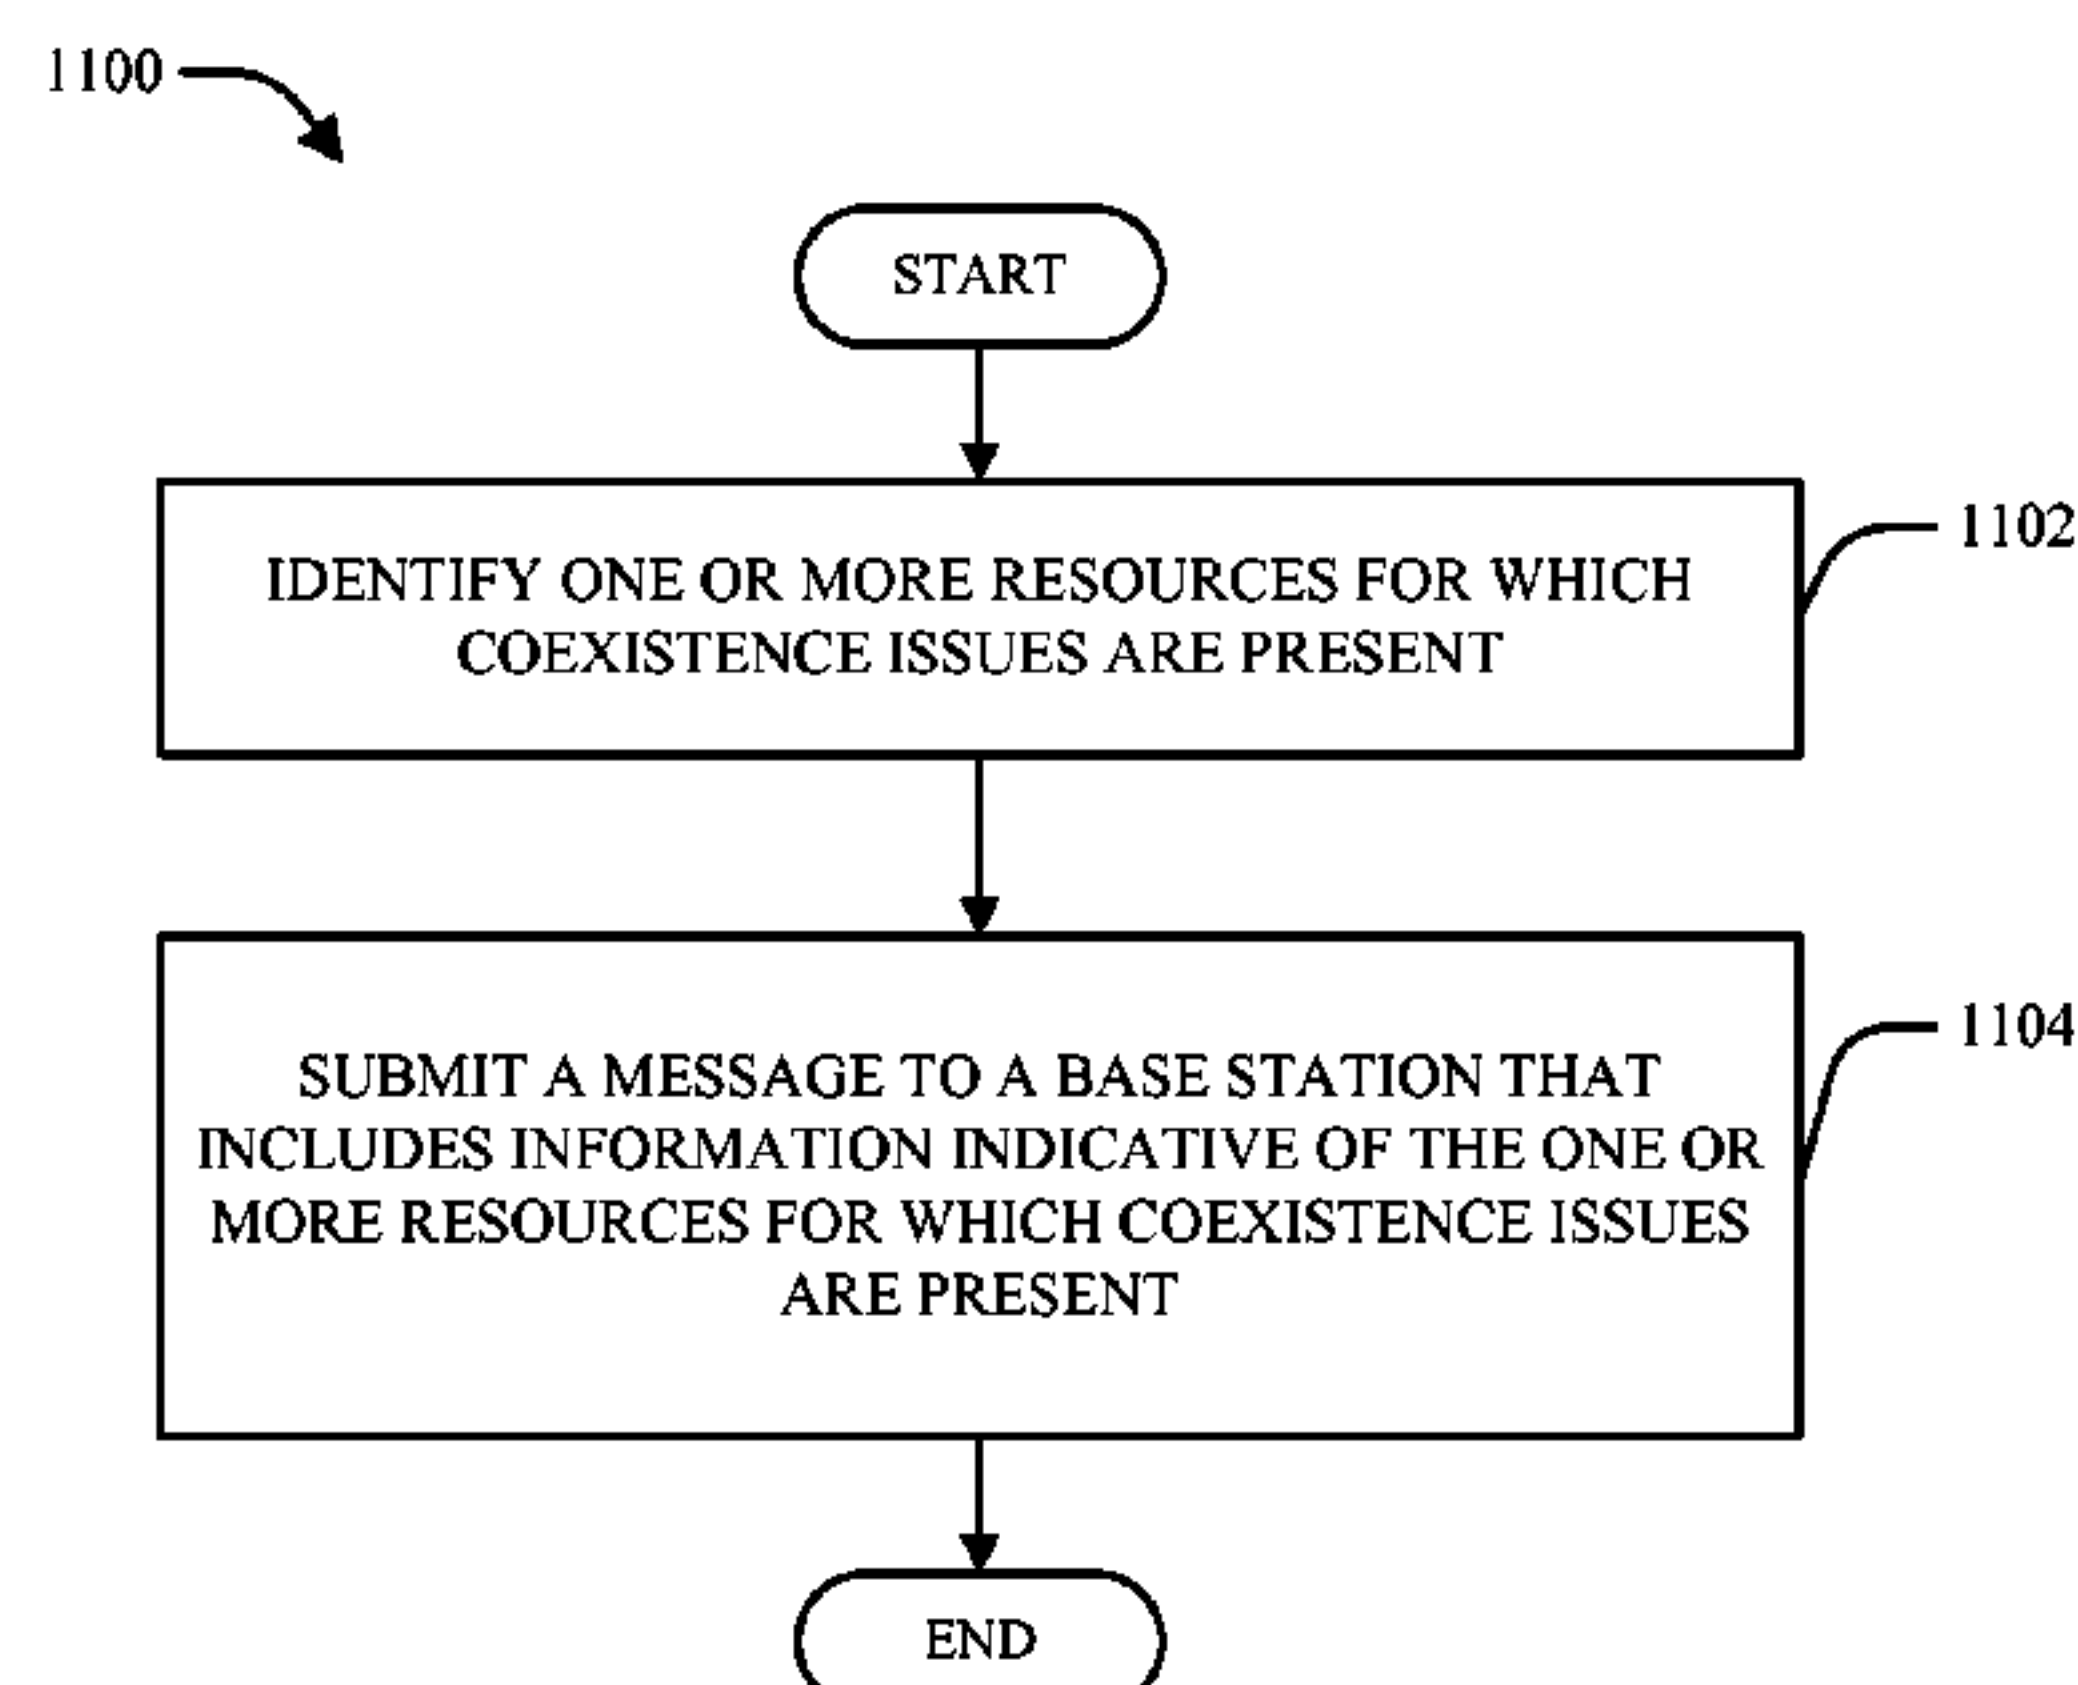 1100
START
IDENTIFY ONE OR MORE RESOURCES FOR WHICH
COEXISTENCE ISSUES ARE PRESENT
1102
SUBMIT A MESSAGE TO A BASE STATION THAT
INCLUDES INFORMATION INDICATIVE OF THE ONE OR
MORE RESOURCES FOR WHICH COEXISTENCE ISSUES
ARE PRESENT
1104
END